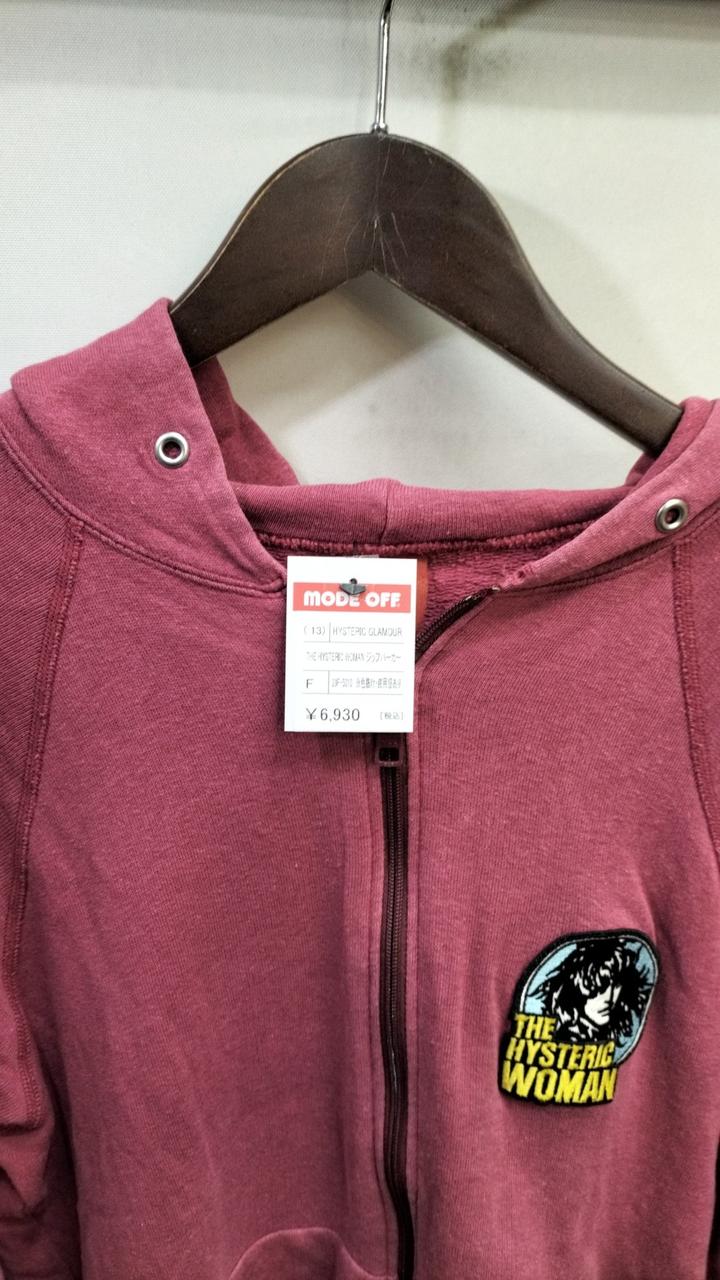 MODE OFF
(13) HYSTERIC GLAMOUR
THE HYSTERIC WOMAN ジップパーカー
F
¥6,930 [税込]
THE
HYSTERIC
WOMAN